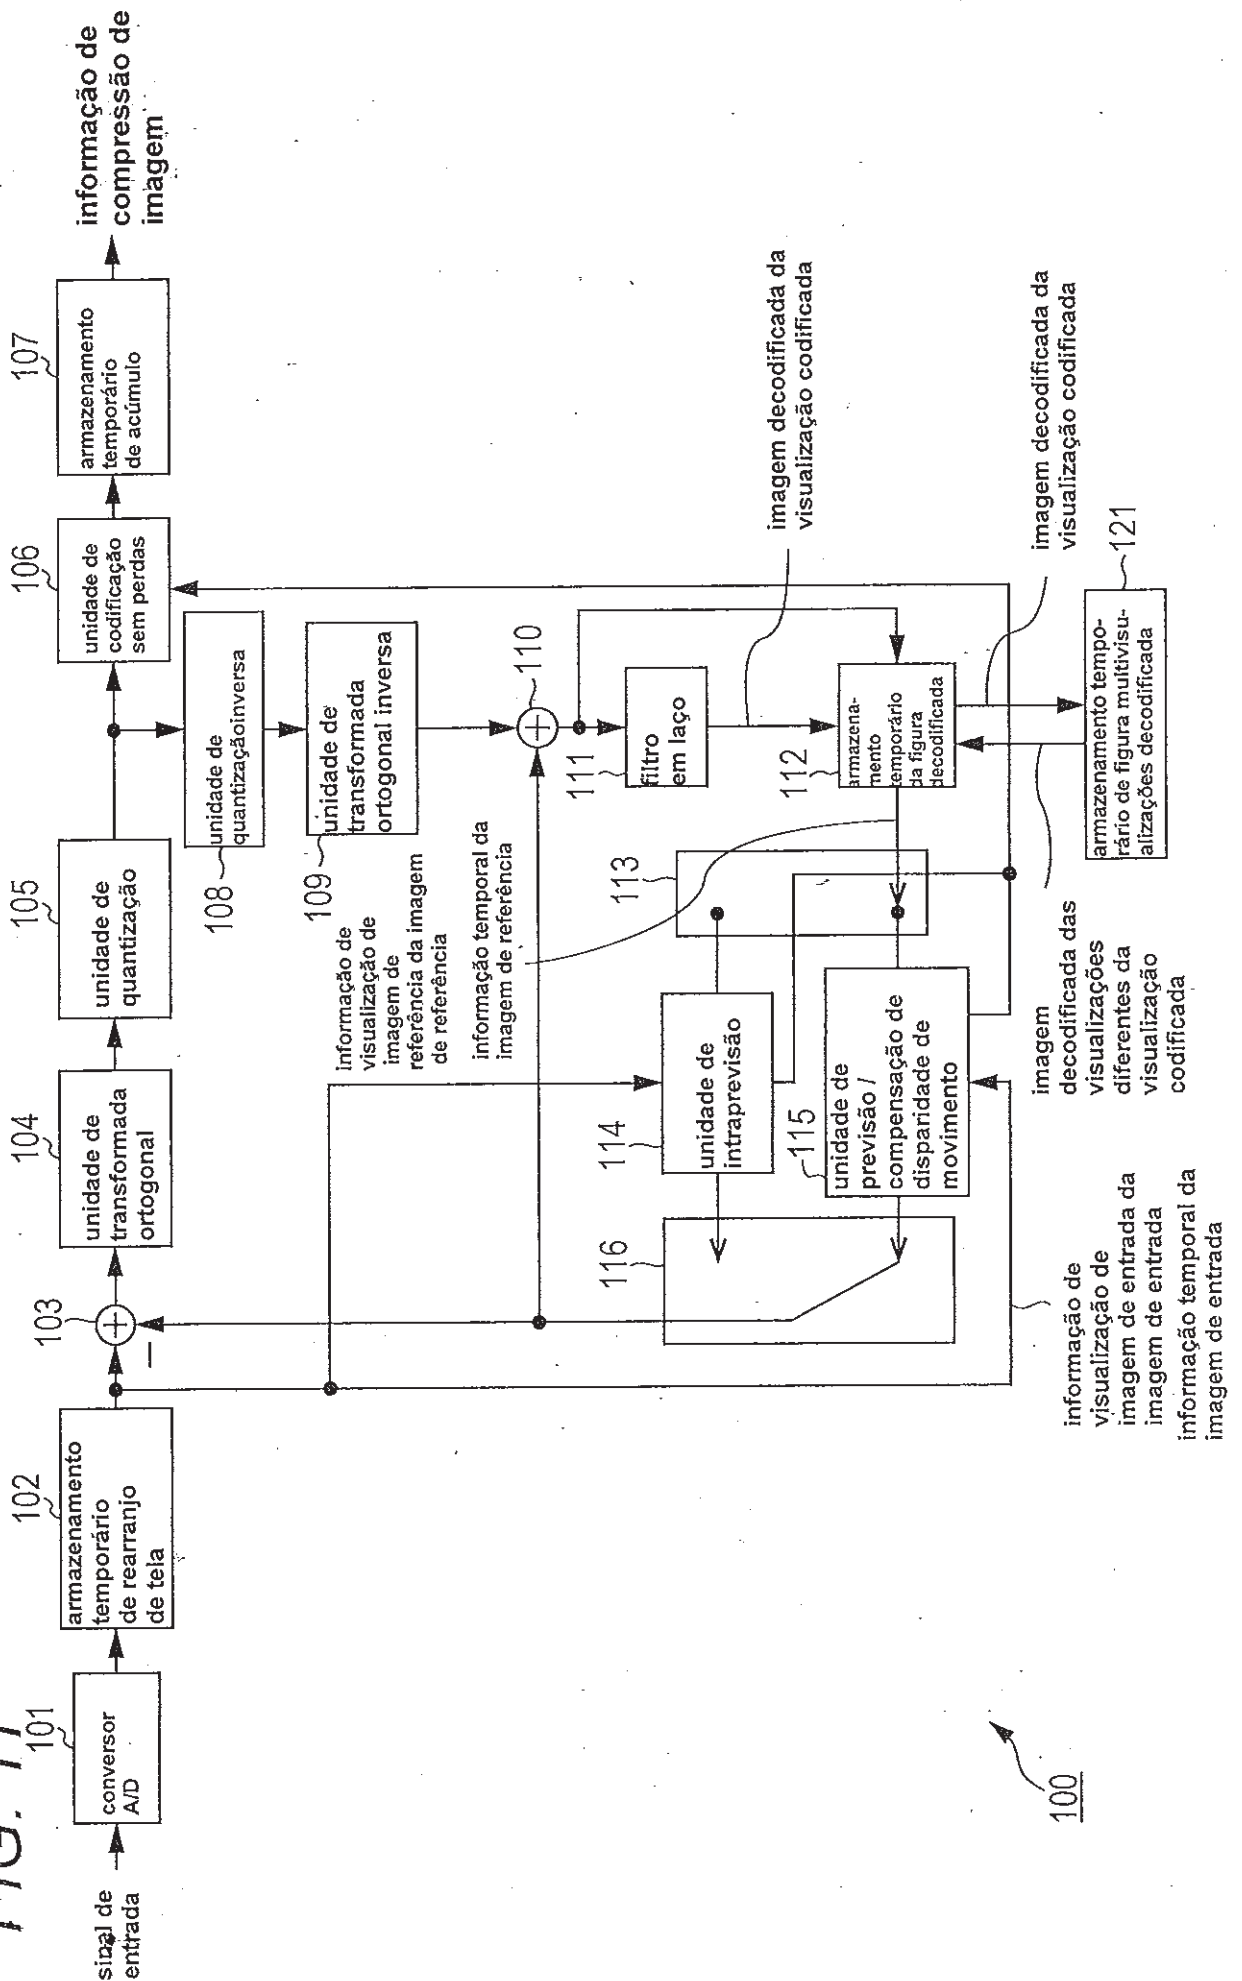 FIG. 11
sinal de
entrada
101
conversor
A/D
102
armazenamento
temporário
de rearranjo
de tela
103
104
unidade de
transformada
ortogonal
105
unidade de
quantização
106
unidade de
codificação
sem perdas
107
armazenamento
temporário
de acúmulo
informação de
compressão de
imagem
108
unidade de
quantizaçãoinversa
109
unidade de
transformada
ortogonal inversa
110
111
filtro
em laço
112
armazena-
mento
temporário
da figura
decodificada
113
114
unidade de
intraprevisão
115
unidade de
previsão /
compensação de
disparidade de
movimento
116
121
armazenamento tempo-
rário de figura multivisu-
alizações decodificada
informação de
visualização de
imagem de
referência da imagem
de referência
informação temporal da
imagem de referência
imagem decodificada da
visualização codificada
imagem decodificada da
visualização codificada
imagem
decodificada das
visualizações
diferentes da
visualização
codificada
informação de
visualização de
imagem de entrada da
imagem de entrada
informação temporal da
imagem de entrada
100